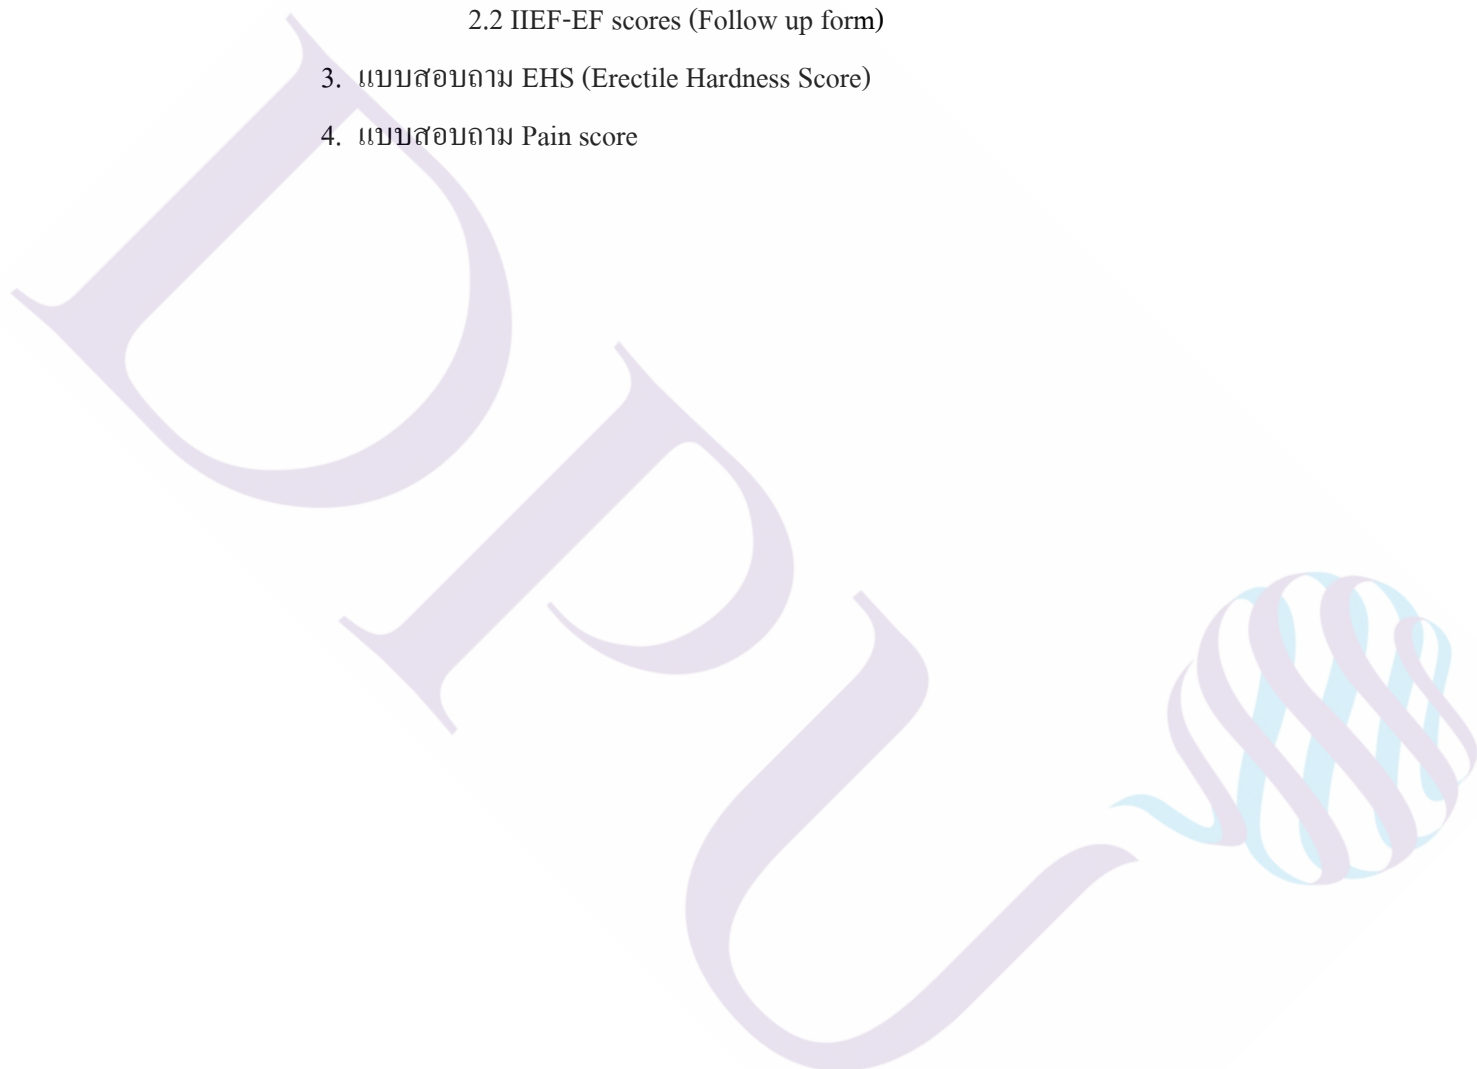 2.2 IIEF-EF scores (Follow up form)
3. แบบสอบถาม EHS (Erectile Hardness Score)
4. แบบสอบถาม Pain score
DPU